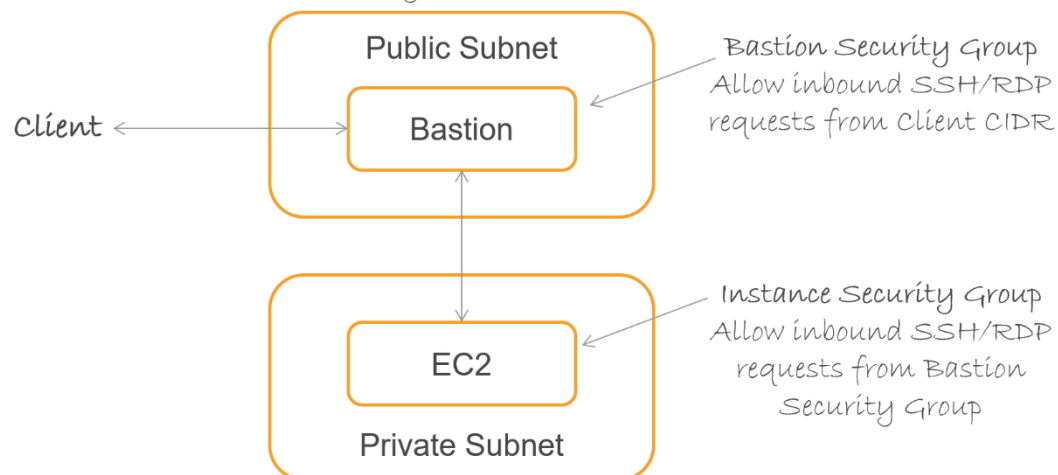 Public Subnet
Bastion
Client
Bastion Security Group
Allow inbound SSH/RDP
requests from Client CIDR
EC2
Private Subnet
Instance Security Group
Allow inbound SSH/RDP
requests from Bastion
Security Group